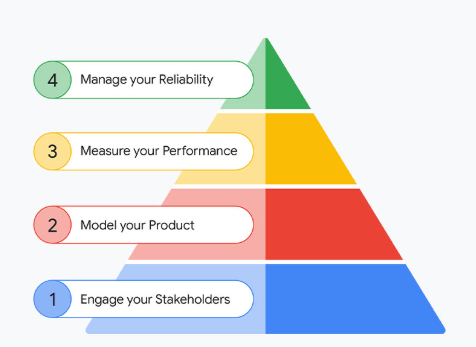 4 Manage your Reliability
3 Measure your Performance
2 Model your Product
1 Engage your Stakeholders